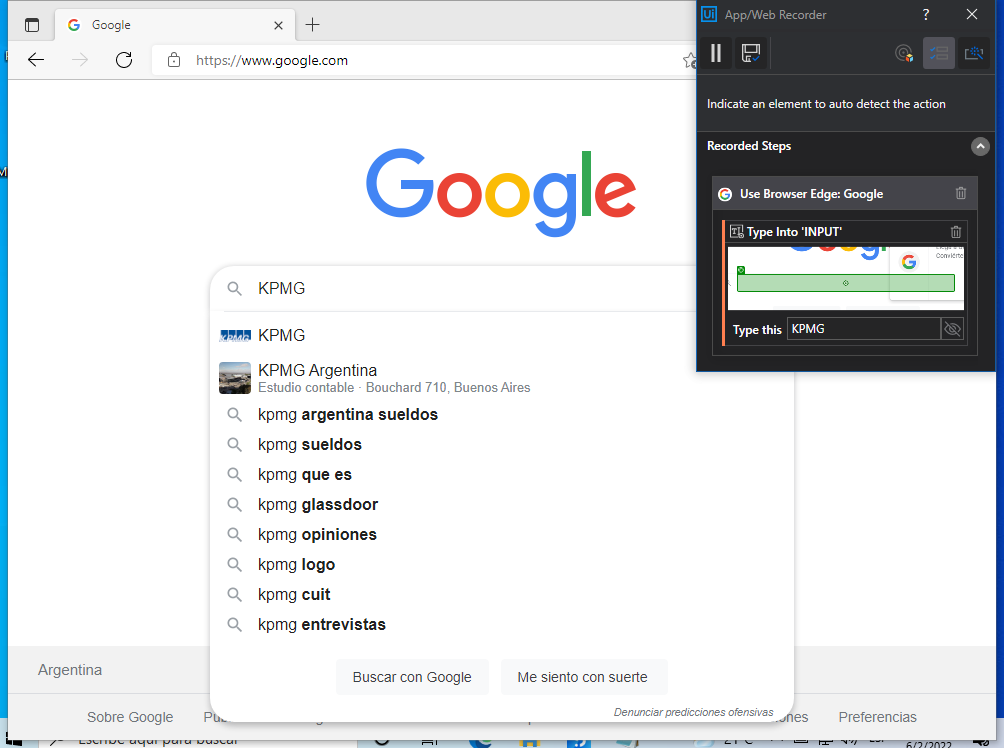 Google
https://www.google.com
Google
KPMG
KPMG
KPMG Argentina
Estudio contable · Bouchard 710, Buenos Aires
kpmg argentina sueldos
kpmg sueldos
kpmg que es
kpmg glassdoor
kpmg opiniones
kpmg logo
kpmg cuit
kpmg entrevistas
Buscar con Google
Me siento con suerte
Denunciar predicciones ofensivas
Argentina
Sobre Google
Preferencias
Escribe aquí para buscar
21°C
ESP
6/2/2022
Ui App/Web Recorder ?
Indicate an element to auto detect the action
Recorded Steps
Use Browser Edge: Google
Type Into 'INPUT'
Type this KPMG